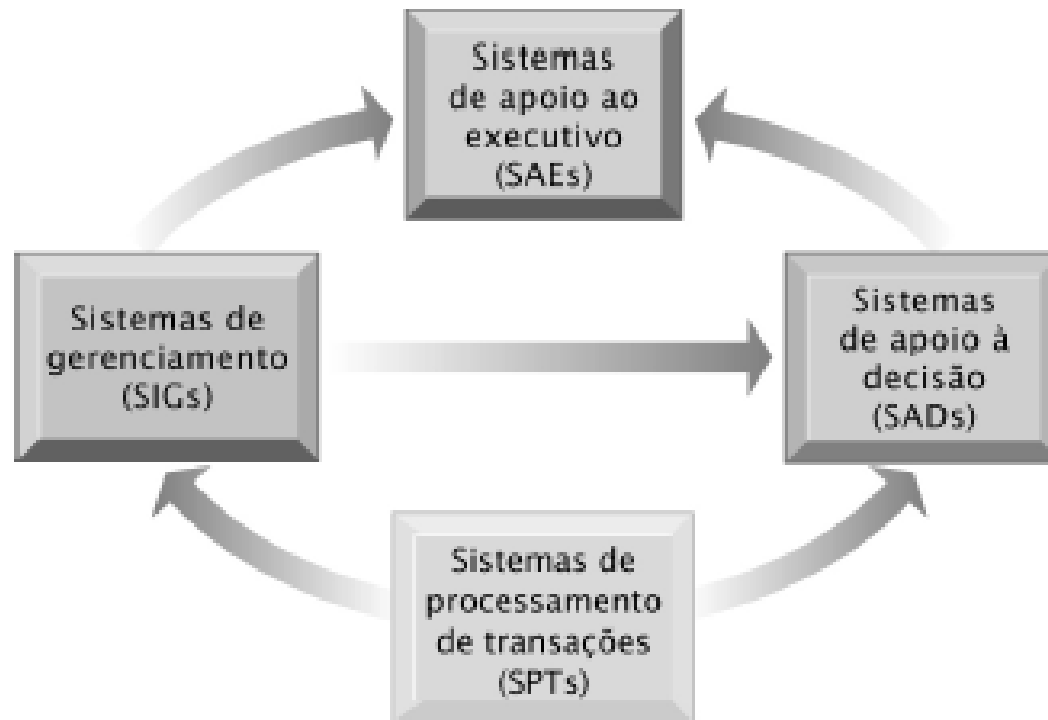 Sistemas
de apoio ao
executivo
(SAEs)
Sistemas de
gerenciamento
(SIGs)
Sistemas
de apoio à
decisão
(SADs)
Sistemas de
processamento
de transações
(SPTs)